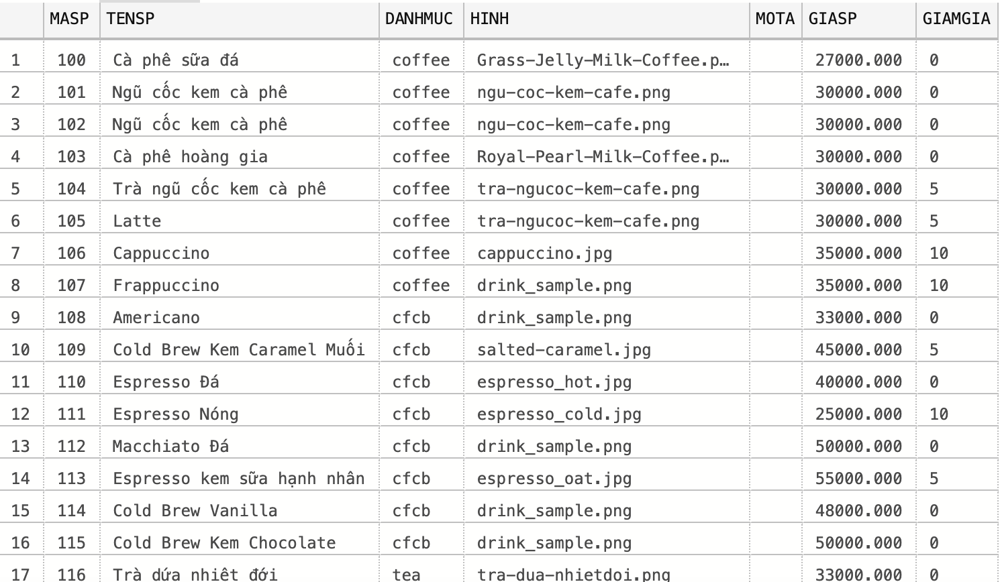 MASP TENSP DANHMUC HINH MOTA GIASP GIAMGIA
1 100 Cà phê sữa đá coffee Grass-Jelly-Milk-Coffee.p… 27000.000 0
2 101 Ngũ cốc kem cà phê coffee ngu-coc-kem-cafe.png 30000.000 0
3 102 Ngũ cốc kem cà phê coffee ngu-coc-kem-cafe.png 30000.000 0
4 103 Cà phê hoàng gia coffee Royal-Pearl-Milk-Coffee.p… 30000.000 0
5 104 Trà ngũ cốc kem cà phê coffee tra-ngucoc-kem-cafe.png 30000.000 5
6 105 Latte coffee tra-ngucoc-kem-cafe.png 30000.000 5
7 106 Cappuccino coffee cappuccino.jpg 35000.000 10
8 107 Frappuccino coffee drink_sample.png 35000.000 10
9 108 Americano cfcb drink_sample.png 33000.000 0
10 109 Cold Brew Kem Caramel Muối cfcb salted-caramel.jpg 45000.000 5
11 110 Espresso Đá cfcb espresso_hot.jpg 40000.000 0
12 111 Espresso Nóng cfcb espresso_cold.jpg 25000.000 10
13 112 Macchiato Đá cfcb drink_sample.png 50000.000 0
14 113 Espresso kem sữa hạnh nhân cfcb espresso_oat.jpg 55000.000 5
15 114 Cold Brew Vanilla cfcb drink_sample.png 48000.000 0
16 115 Cold Brew Kem Chocolate cfcb drink_sample.png 50000.000 0
17 116 Trà dứa nhiệt đới tea tra-dua-nhietdoi.png 33000.000 0